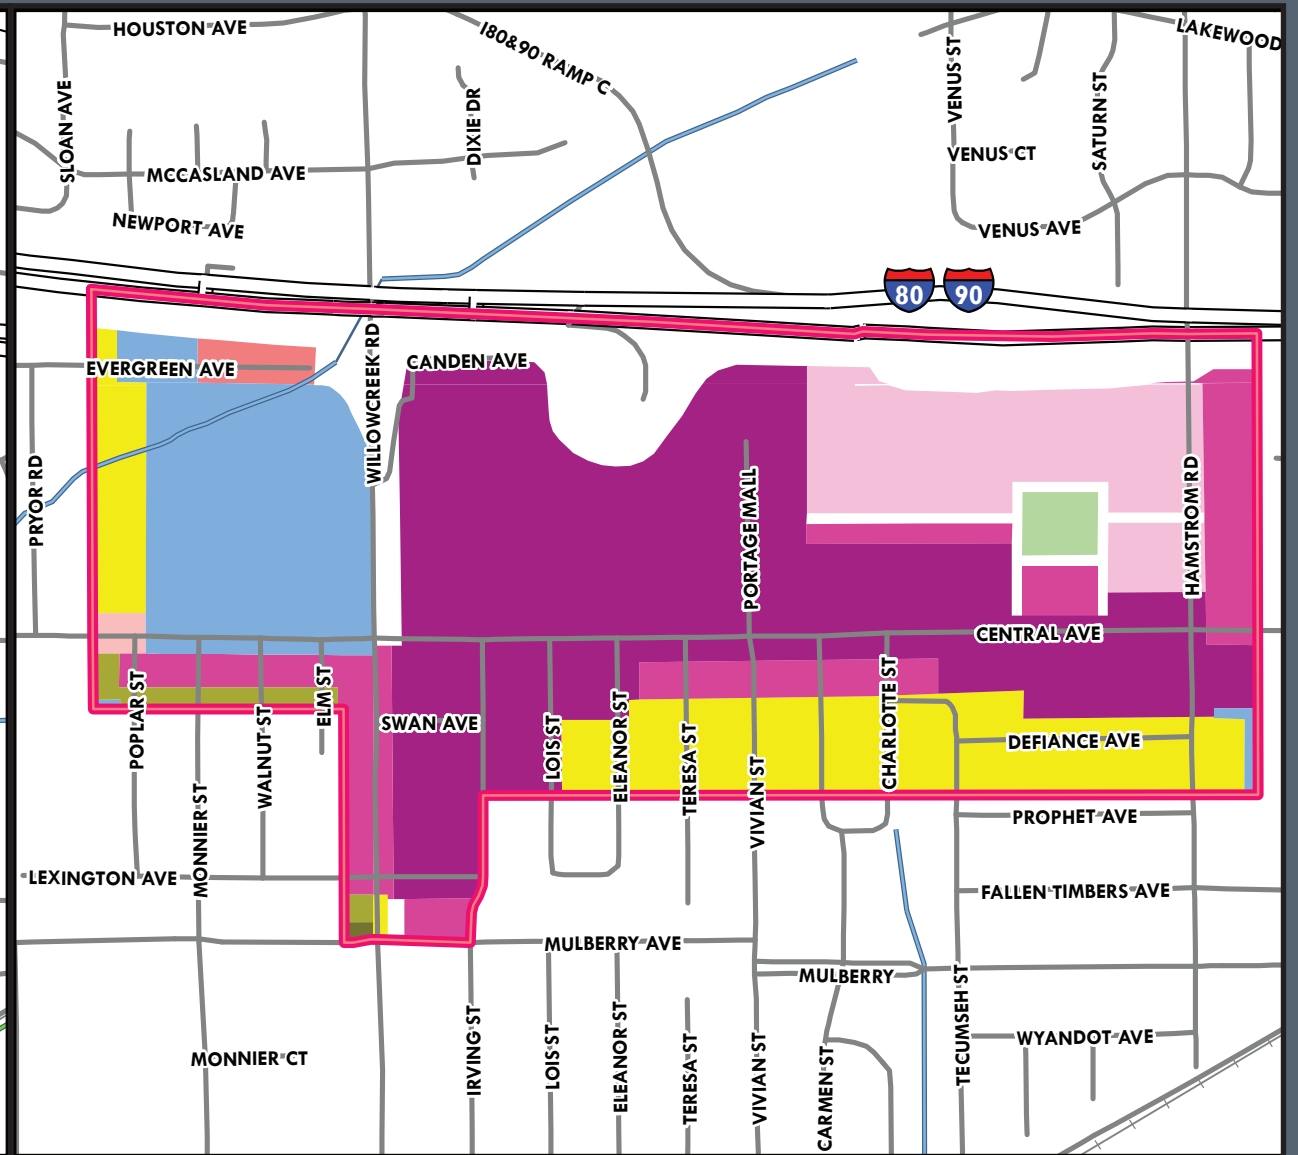 HOUSTON AVE
I80&90 RAMP C
LAKEWOOD
SLOAN AVE
DIXIE DR
VENUS ST
SATURN ST
MCCASLAND AVE
VENUS CT
NEWPORT AVE
VENUS AVE
80
90
EVERGREEN AVE
WILLOWCREEK RD
CANDEN AVE
PRYOR RD
PORTAGE MALL
HAMSTROM RD
CENTRAL AVE
POPLAR ST
MONNIER ST
WALNUT ST
ELM ST
SWAN AVE
LOIS ST
ELEANOR ST
TERESA ST
VIVIAN ST
CHARLOTTE ST
DEFIANCE AVE
PROPHET AVE
LEXINGTON AVE
FALLEN TIMBERS AVE
MULBERRY AVE
MULBERRY
MONNIER CT
IRVING ST
LOIS ST
ELEANOR ST
TERESA ST
VIVIAN ST
CARMEN ST
TECUMSEH ST
WYANDOT AVE